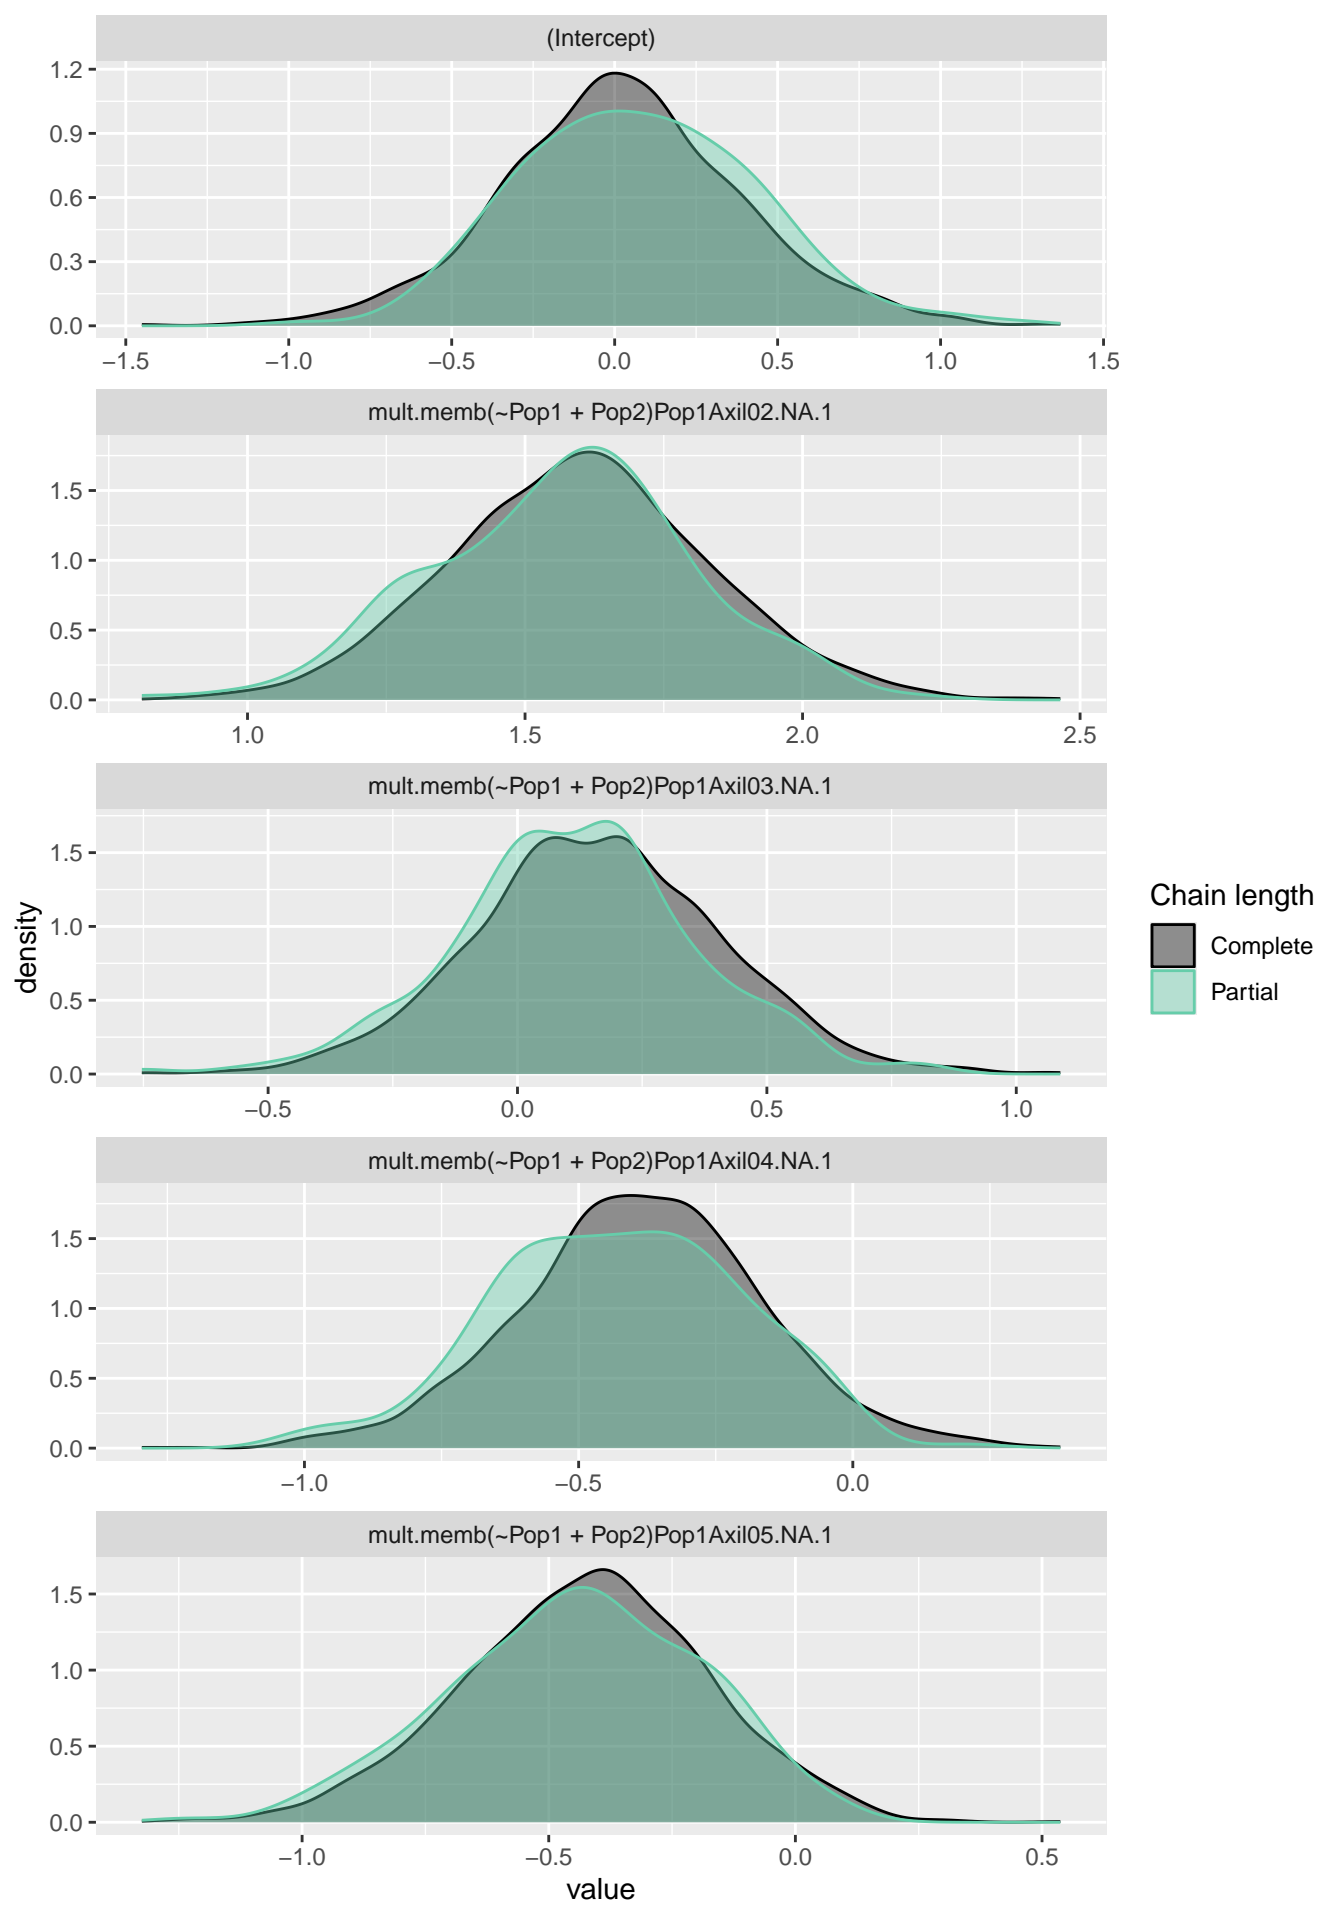 (Intercept)
1.2
0.9
0.6
0.3
0.0
−1.5 −1.0 −0.5 0.0 0.5 1.0 1.5
mult.memb(~Pop1 + Pop2)Pop1Axil02.NA.1
1.5
1.0
0.5
0.0
1.0 1.5 2.0 2.5
mult.memb(~Pop1 + Pop2)Pop1Axil03.NA.1
1.5
1.0
0.5
0.0
−0.5 0.0 0.5 1.0
density
Chain length
Complete
Partial
mult.memb(~Pop1 + Pop2)Pop1Axil04.NA.1
1.5
1.0
0.5
0.0
−1.0 −0.5 0.0
mult.memb(~Pop1 + Pop2)Pop1Axil05.NA.1
1.5
1.0
0.5
0.0
−1.0 −0.5 0.0 0.5
value